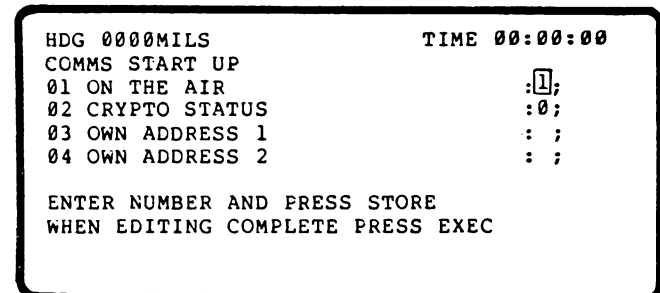 HDG 0000MILS TIME 00:00:00
COMMS START UP
01 ON THE AIR :1;
02 CRYPTO STATUS :0;
03 OWN ADDRESS 1 : ;
04 OWN ADDRESS 2 : ;
ENTER NUMBER AND PRESS STORE
WHEN EDITING COMPLETE PRESS EXEC